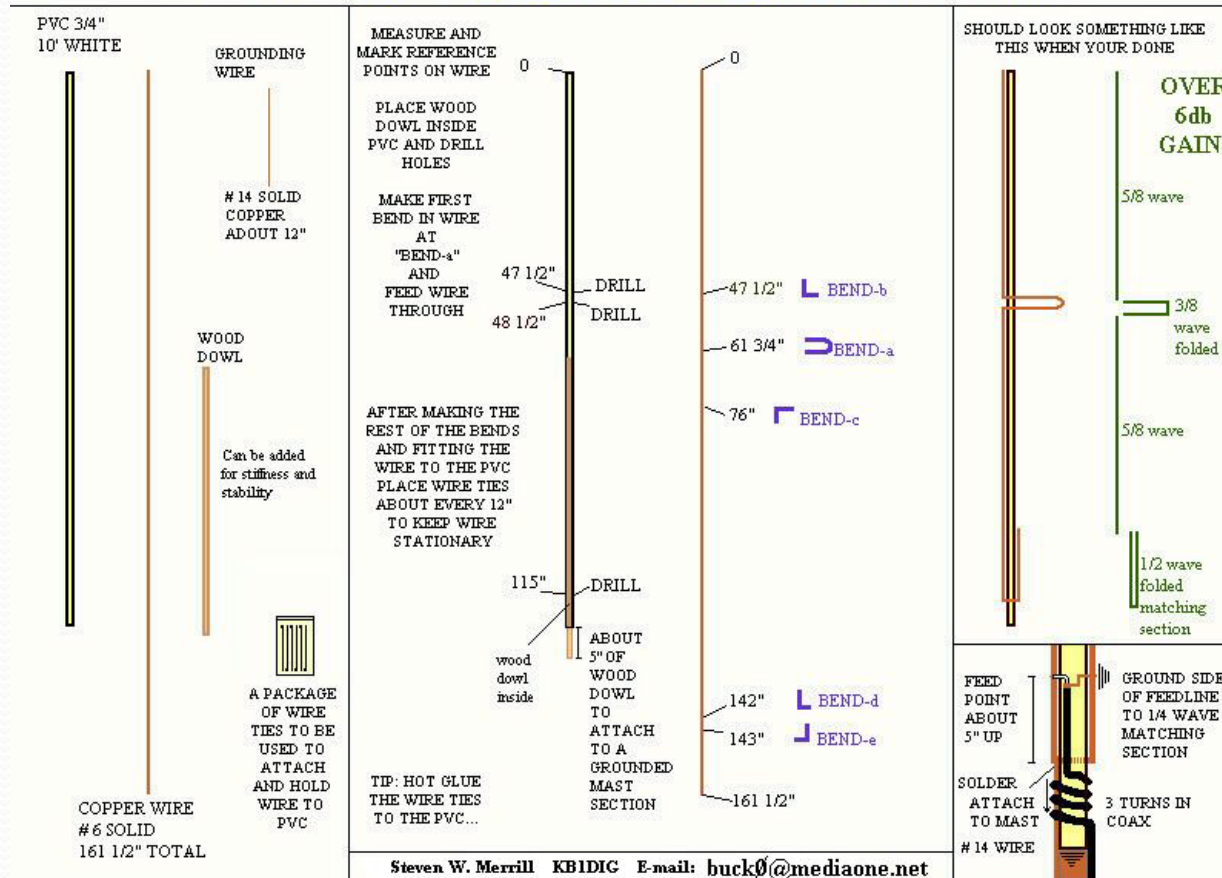 PVC 3/4"
10' WHITE
GROUNDING
WIRE
# 14 SOLID
COPPER
ADOUT 12"
WOOD
DOWL
Can be added
for stiffness and
stability
A PACKAGE
OF WIRE
TIES TO BE
USED TO
ATTACH
AND HOLD
WIRE TO
PVC
COPPER WIRE
# 6 SOLID
161 1/2" TOTAL
MEASURE AND
MARK REFERENCE
POINTS ON WIRE
PLACE WOOD
DOWL INSIDE
PVC AND DRILL
HOLES
MAKE FIRST
BEND IN WIRE
AT
"BEND-a"
AND
FEED WIRE
THROUGH
AFTER MAKING THE
REST OF THE BENDS
AND FITTING THE
WIRE TO THE PVC
PLACE WIRE TIES
ABOUT EVERY 12"
TO KEEP WIRE
STATIONARY
TIP: HOT GLUE
THE WIRE TIES
TO THE PVC...
0
47 1/2"
DRILL
48 1/2"
DRILL
115"
DRILL
wood
dowl
inside
ABOUT
5" OF
WOOD
DOWL
TO
ATTACH
TO A
GROUNDED
MAST
SECTION
0
47 1/2" BEND-b
61 3/4" BEND-a
76" BEND-c
142" BEND-d
143" BEND-e
161 1/2"
Steven W. Merrill KB1DIG E-mail: buckØ@mediaone.net
SHOULD LOOK SOMETHING LIKE
THIS WHEN YOUR DONE
OVER
6db
GAIN
5/8 wave
3/8
wave
folded
5/8 wave
1/2 wave
folded
matching
section
FEED
POINT
ABOUT
5" UP
GROUND SIDE
OF FEEDLINE
TO 1/4 WAVE
MATCHING
SECTION
SOLDER
ATTACH
TO MAST
# 14 WIRE
3 TURNS IN
COAX